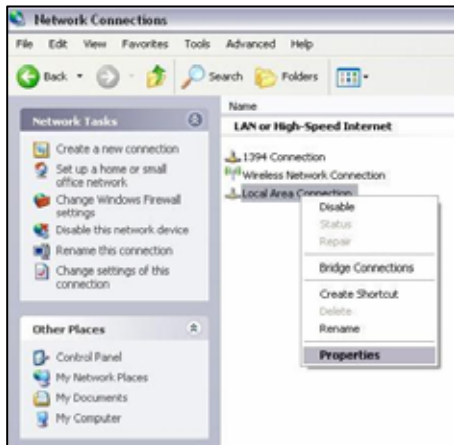 Network Connections
File Edit View Favorites Tools Advanced Help
Back Search Folders
Network Tasks
Create a new connection
Set up a home or small
office network
Change Windows Firewall
settings
Disable this network device
Rename this connection
Change settings of this
connection
Other Places
Control Panel
My Network Places
My Documents
My Computer
Name
LAN or High-Speed Internet
1394 Connection
Wireless Network Connection
Local Area Connection
Disable
Status
Repair
Bridge Connections
Create Shortcut
Delete
Rename
Properties